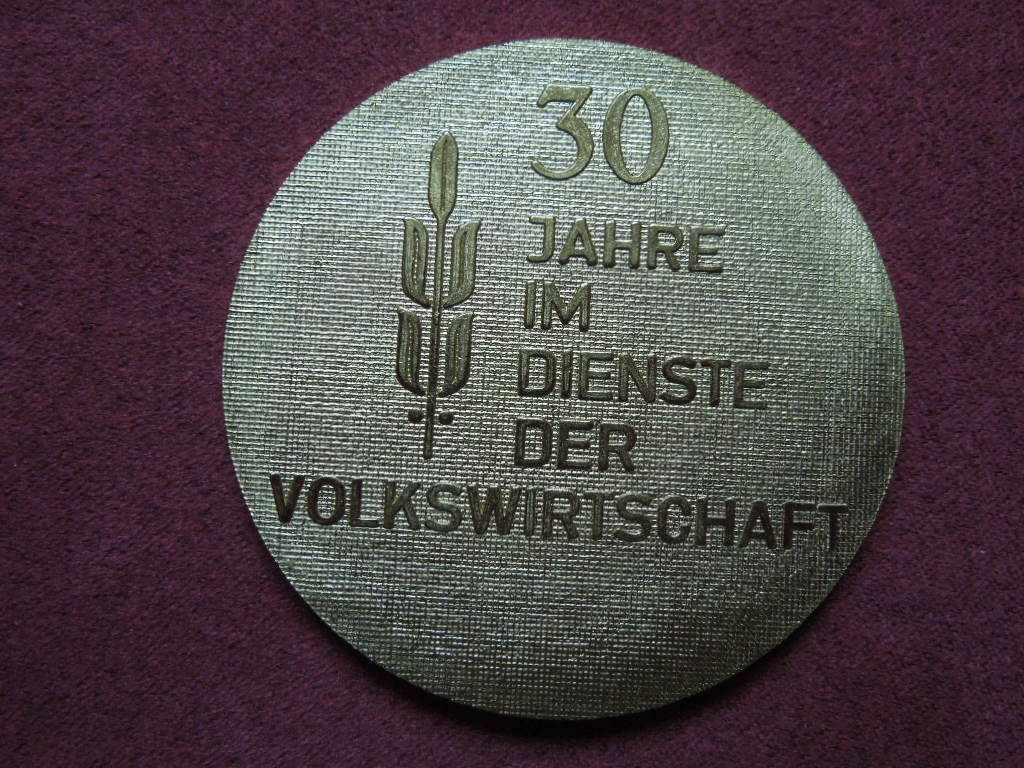 30
JAHRE
IM
DIENSTE
DER
VOLKSWIRTSCHAFT